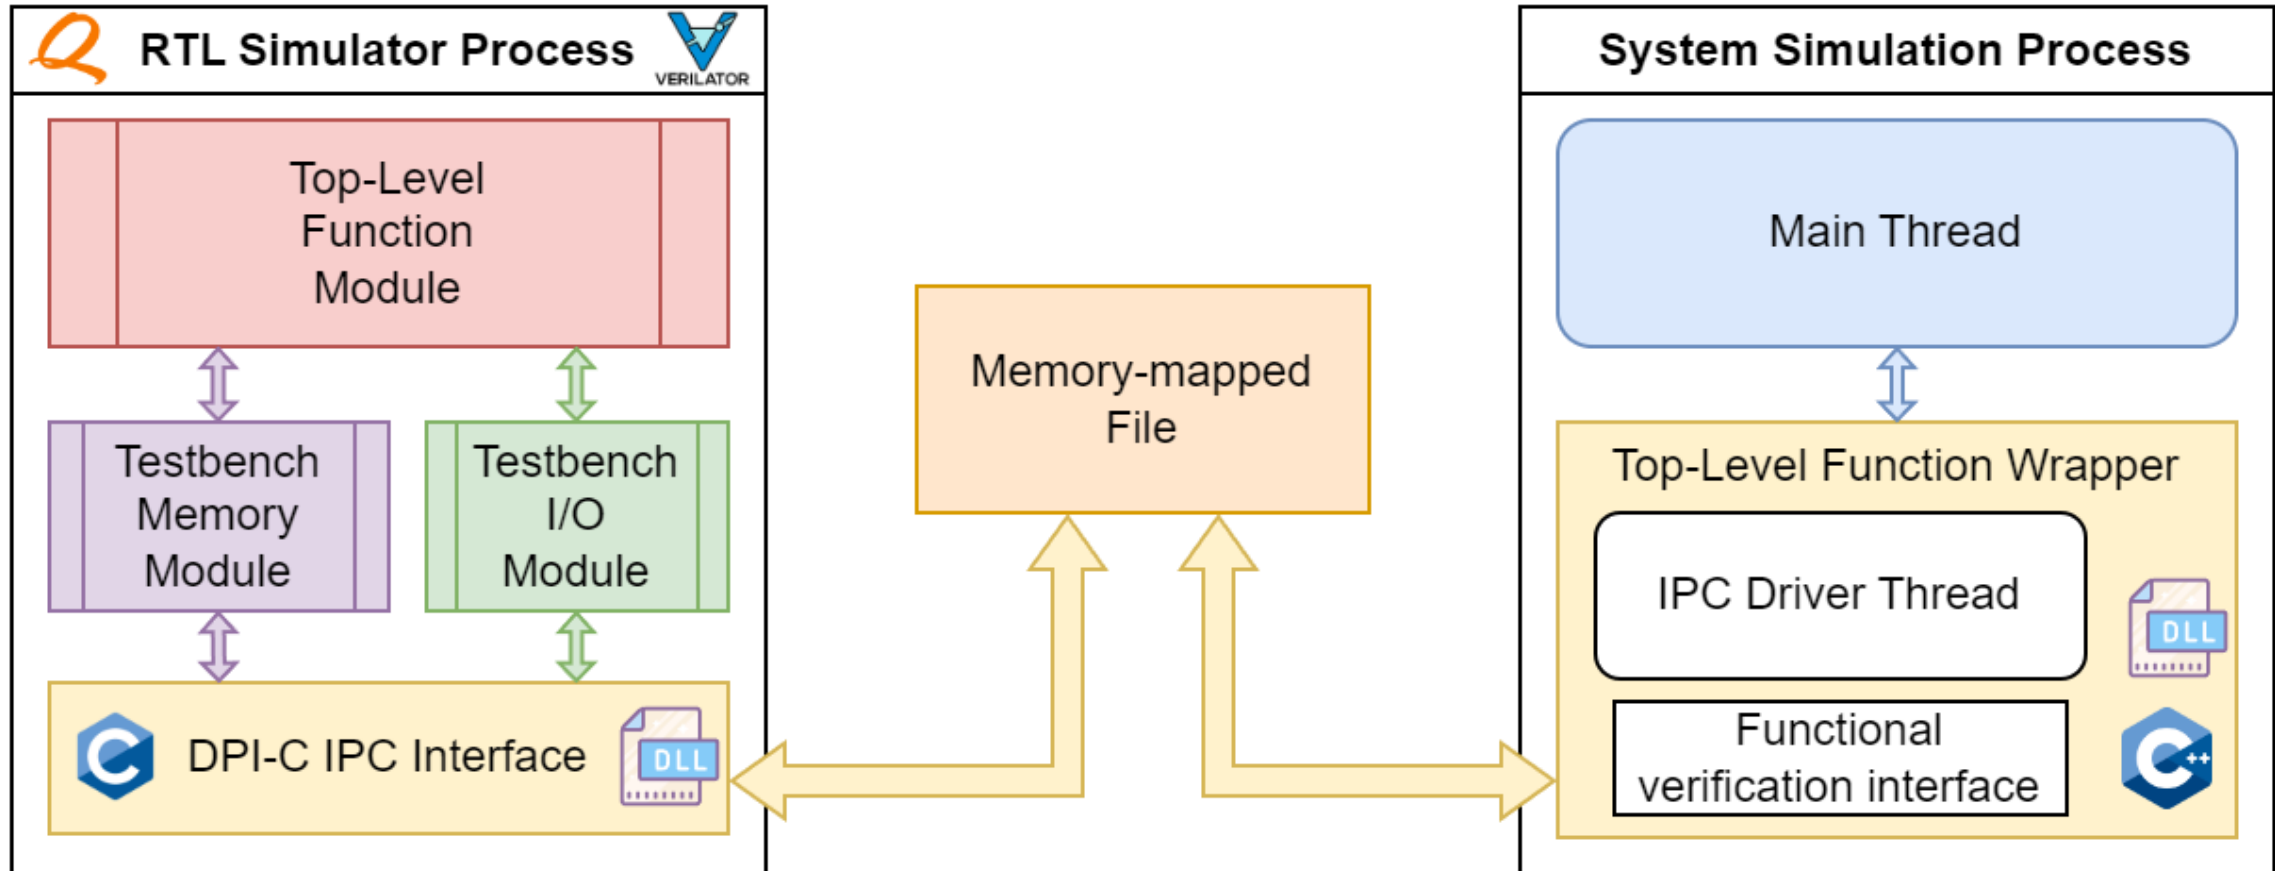 RTL Simulator Process
VERILATOR
Top-Level
Function
Module
Testbench
Memory
Module
Testbench
I/O
Module
C
DPI-C IPC Interface
DLL
Memory-mapped
File
System Simulation Process
Main Thread
Top-Level Function Wrapper
IPC Driver Thread
DLL
Functional
verification interface
C++